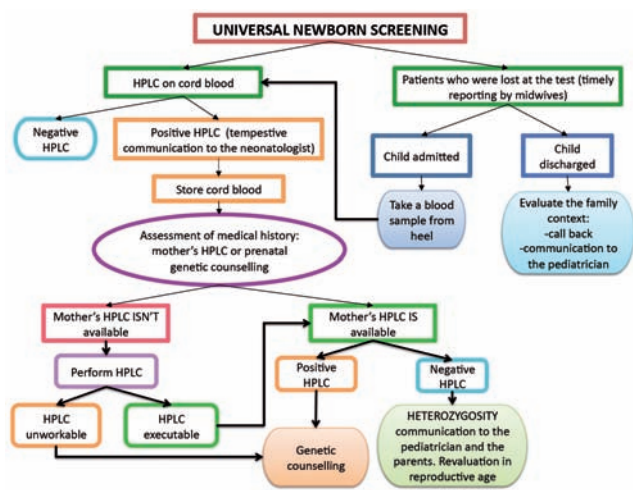 UNIVERSAL NEWBORN SCREENING
HPLC on cord blood
Patients who were lost at the test (timely
reporting by midwives)
Negative
HPLC
Positive HPLC (tempestive
communication to the neonatologist)
Child admitted
Child
discharged
Store cord blood
Take a blood
sample from
heel
Evaluate the family
context:
-call back
-communication to
the pediatrician
Assessment of medical history:
mother's HPLC or prenatal
genetic counselling
Mother's HPLC ISN'T
available
Mother's HPLC IS
available
Perform HPLC
Positive
HPLC
Negative
HPLC
HPLC
unworkable
HPLC
executable
Genetic
counselling
HETEROZYGOSITY
communication to the
pediatrician and the
parents. Revaluation in
reproductive age